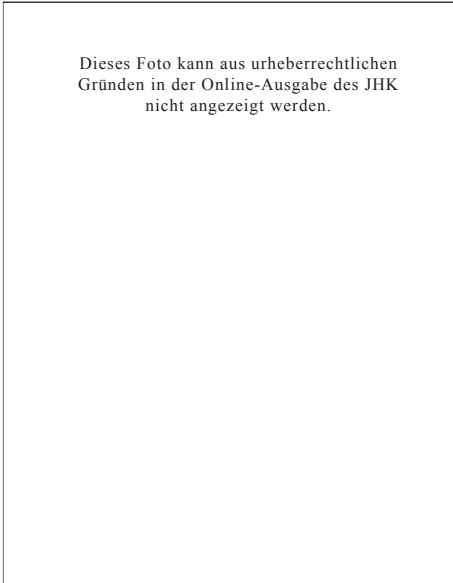 Dieses Foto kann aus urheberrechtlichen
Gründen in der Online-Ausgabe des JHK
nicht angezeigt werden.